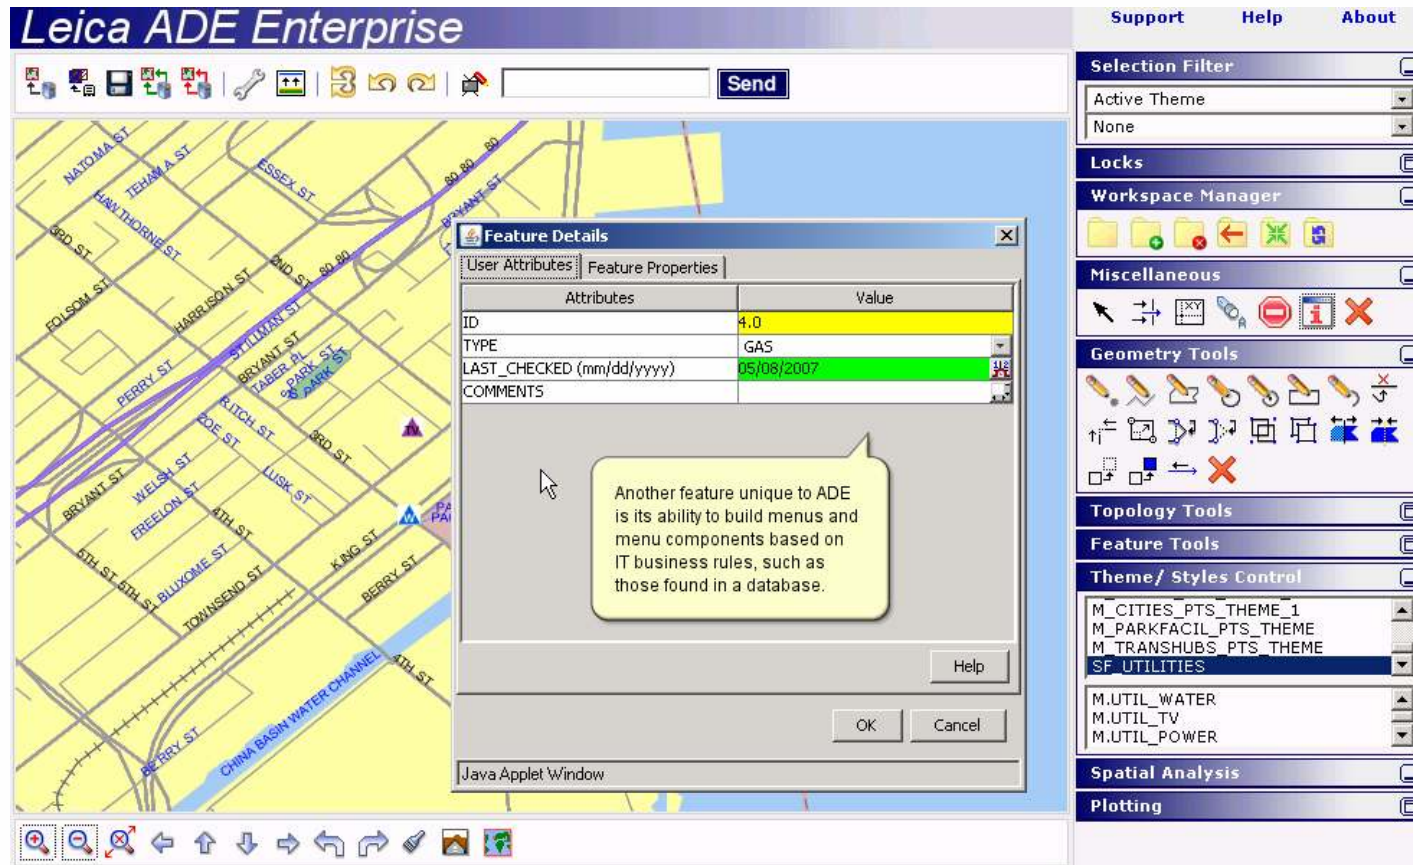 Leica ADE Enterprise
Support Help About
Send
Selection Filter
Active Theme
None
Locks
Workspace Manager
Miscellaneous
Geometry Tools
Topology Tools
Feature Tools
Theme/ Styles Control
M_CITIES_PTS_THEME_1
M_PARKFACIL_PTS_THEME
M_TRANSHUBS_PTS_THEME
SF_UTILITIES
M.UTIL_WATER
M.UTIL_TV
M.UTIL_POWER
Spatial Analysis
Plotting
Feature Details
User Attributes Feature Properties
Attributes Value
ID 4.0
TYPE GAS
LAST_CHECKED (mm/dd/yyyy) 05/08/2007
COMMENTS
Another feature unique to ADE
is its ability to build menus and
menu components based on
IT business rules, such as
those found in a database.
Help
OK Cancel
Java Applet Window
NATOMA ST
TEHAMA ST
ESSEX ST
80 80 80
BRYANT ST
HAWTHORNE ST
3RD ST
2ND ST
80 80
FOLSOM ST
HARRISON ST
STILLMAN ST
BRYANT ST
TABER PL
S PARK ST
PARK ST
PERRY ST
RITCH ST
ZOE ST
3RD ST
TV
LUSK ST
BRYANT ST
WELSH ST
FREELON ST
4TH ST
W
KING ST
5TH ST
5TH ST
BLUXOME ST
TOWNSEND ST
BERRY ST
4TH ST
CHINA BASIN WATER CHANNEL
BERRY ST